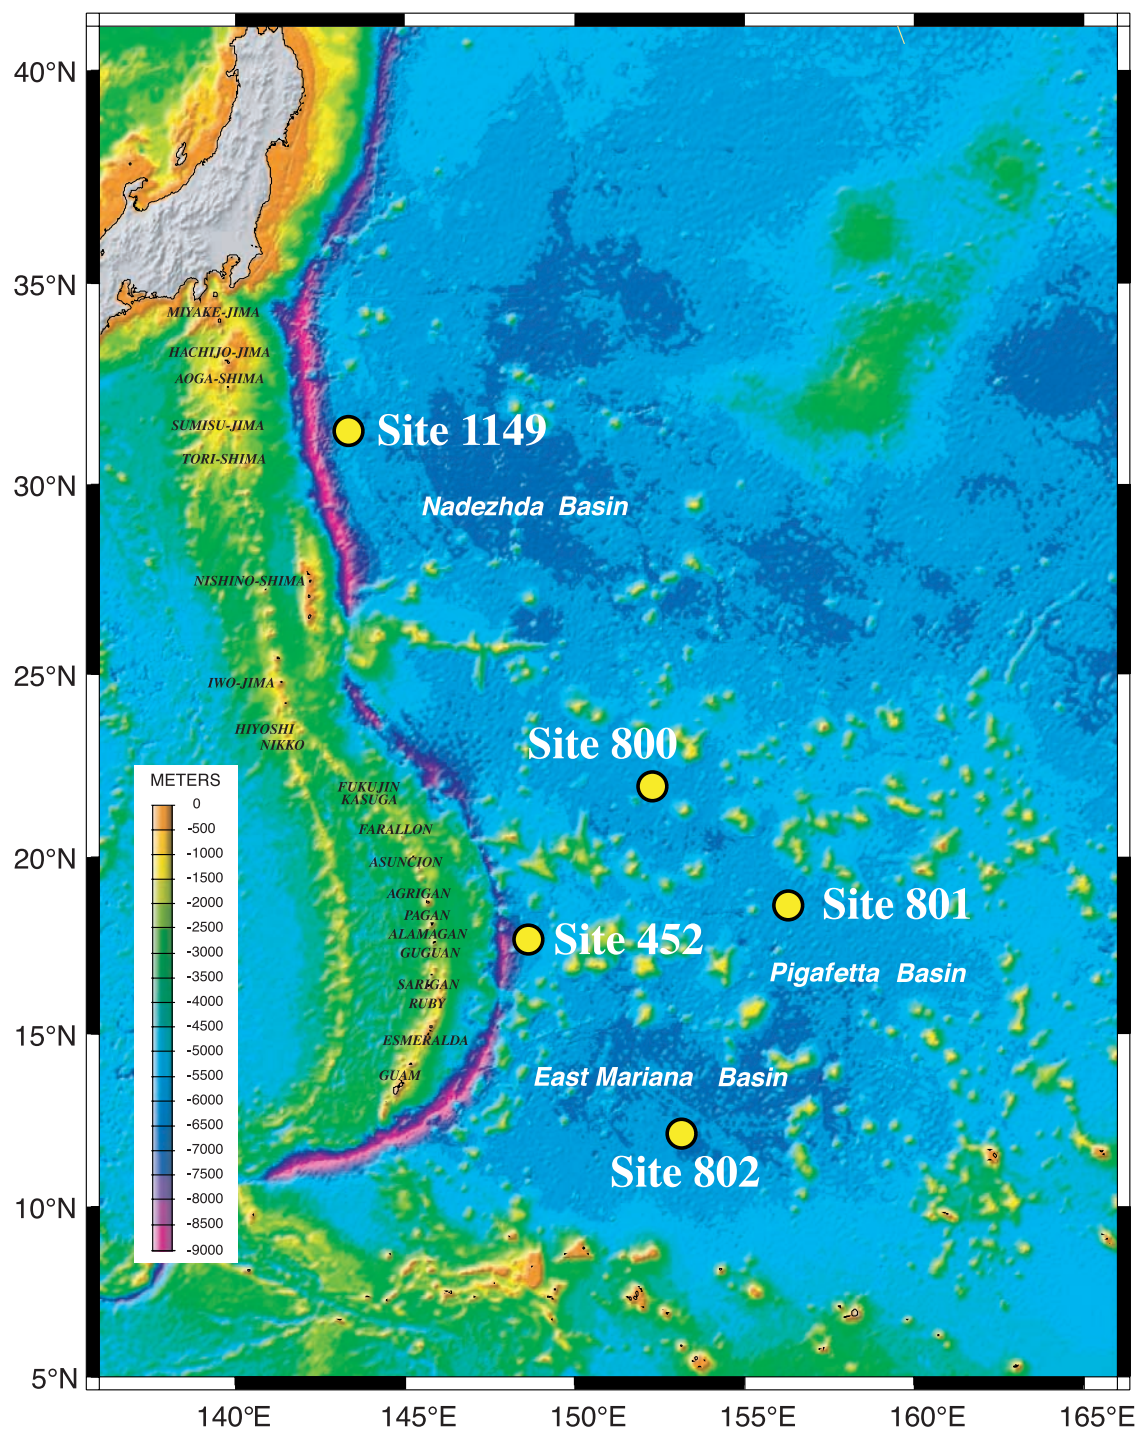 40°N
35°N
MIYAKE-JIMA
HACHIJO-JIMA
AOGA-SHIMA
SUMISU-JIMA
Site 1149
TORI-SHIMA
30°N
Nadezhda Basin
NISHINO-SHIMA
25°N
IWO-JIMA
HIYOSHI
NIKKO
Site 800
METERS
0
-500
-1000
-1500
-2000
-2500
-3000
-3500
-4000
-4500
-5000
-5500
-6000
-6500
-7000
-7500
-8000
-8500
-9000
FUKUJIN
KASUGA
FARALLON
20°N
ASUNCION
AGRIGAN
PAGAN
Site 801
ALAMAGAN
GUGUAN
Site 452
Pigafetta Basin
SARIGAN
RUBY
15°N
ESMERALDA
GUAM
East Mariana Basin
Site 802
10°N
5°N
140°E
145°E
150°E
155°E
160°E
165°E